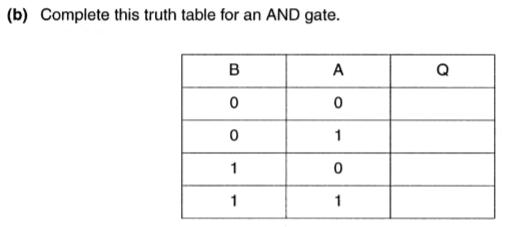 (b) Complete this truth table for an AND gate.
B A Q
0 0
0 1
1 0
1 1